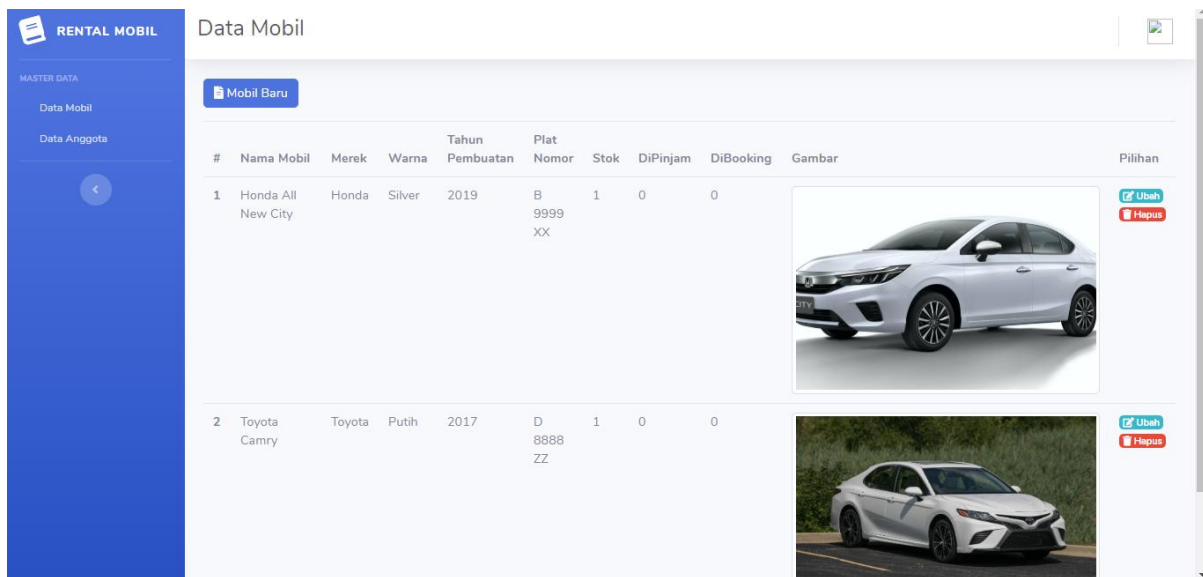 RENTAL MOBIL
Data Mobil
MASTER DATA
Data Mobil
Data Anggota
Mobil Baru
# Nama Mobil Merek Warna Tahun Pembuatan Plat Nomor Stok DiPinjam DiBooking Gambar Pilihan
1 Honda All New City Honda Silver 2019 B 9999 XX 1 0 0 Ubah
Hapus
CITY
2 Toyota Camry Toyota Putih 2017 D 8888 ZZ 1 0 0 Ubah
Hapus